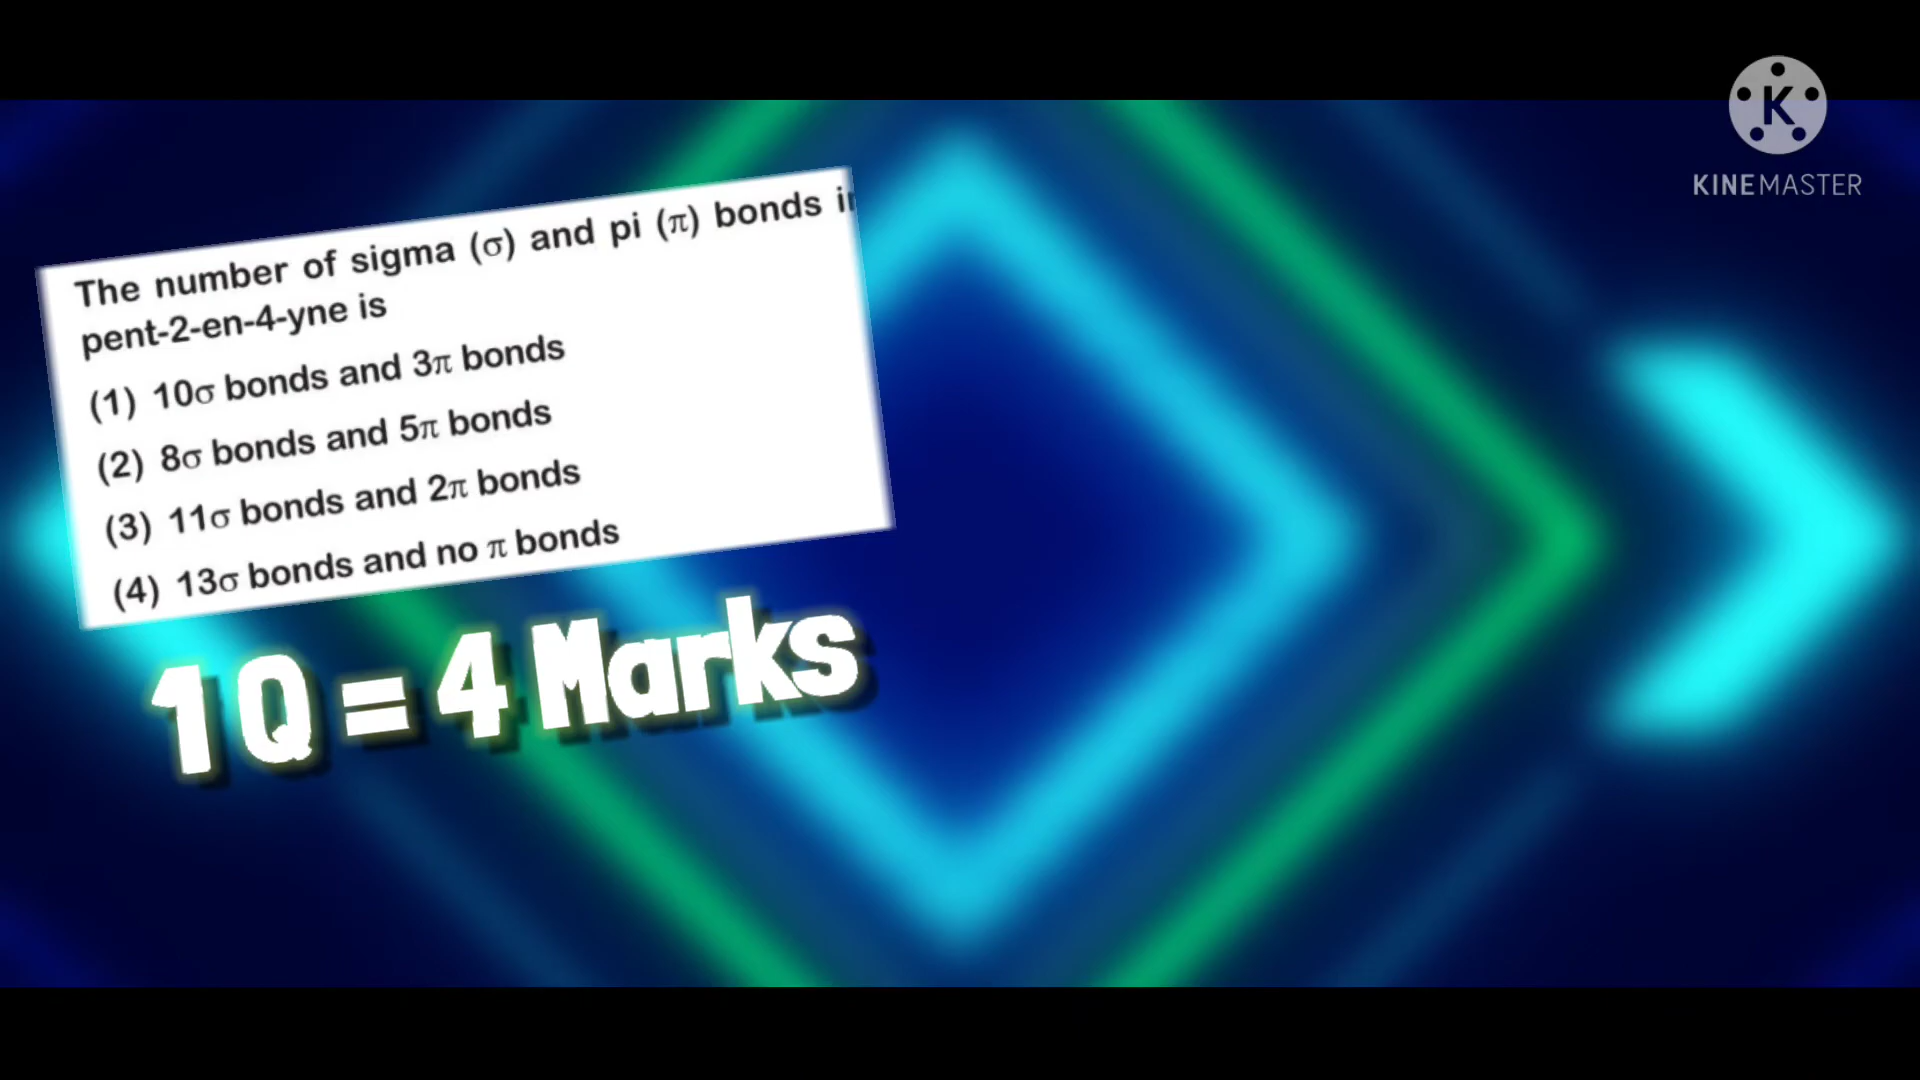 The number of sigma (σ) and pi (π) bonds
pent-2-en-4-yne is
(1) 10σ bonds and 3π bonds
(2) 8σ bonds and 5π bonds
(3) 11σ bonds and 2π bonds
(4) 13σ bonds and no π bonds
1 Q = 4 Marks
K
KINEMASTER